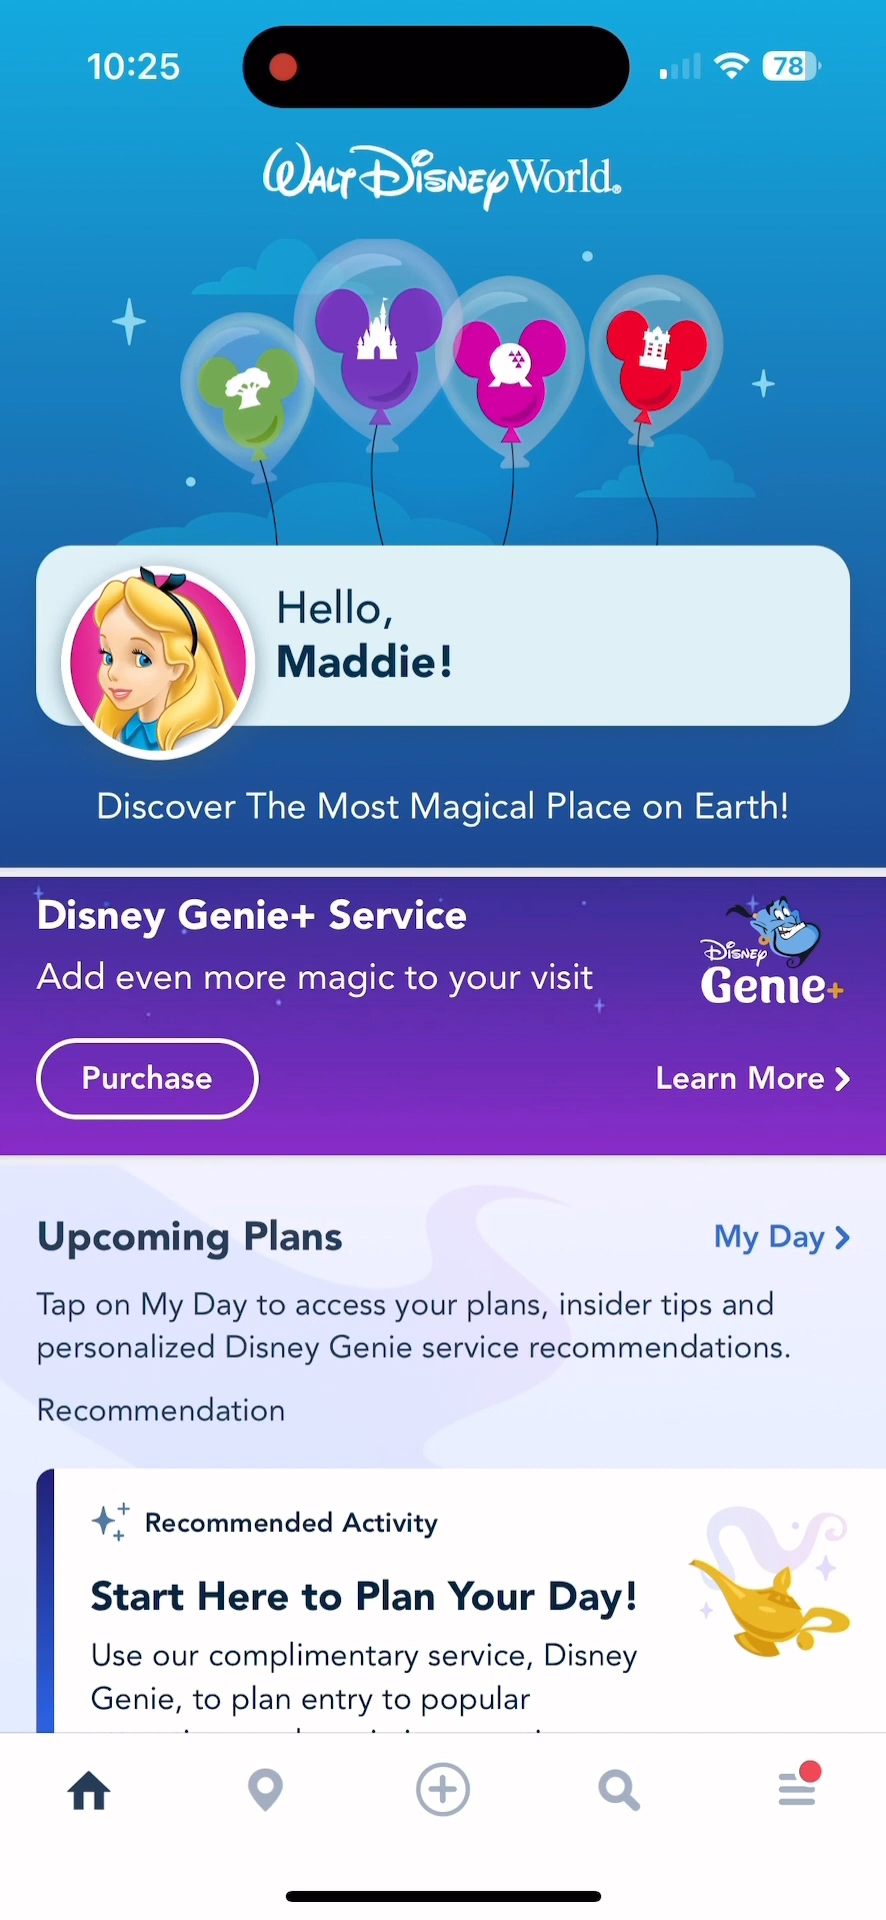 10:25
78
Walt Disney World®
Hello,
Maddie!
Discover The Most Magical Place on Earth!
Disney Genie+ Service
Add even more magic to your visit
Disney
Genie+
Purchase
Learn More
Upcoming Plans
My Day
Tap on My Day to access your plans, insider tips and
personalized Disney Genie service recommendations.
Recommendation
Recommended Activity
Start Here to Plan Your Day!
Use our complimentary service, Disney
Genie, to plan entry to popular